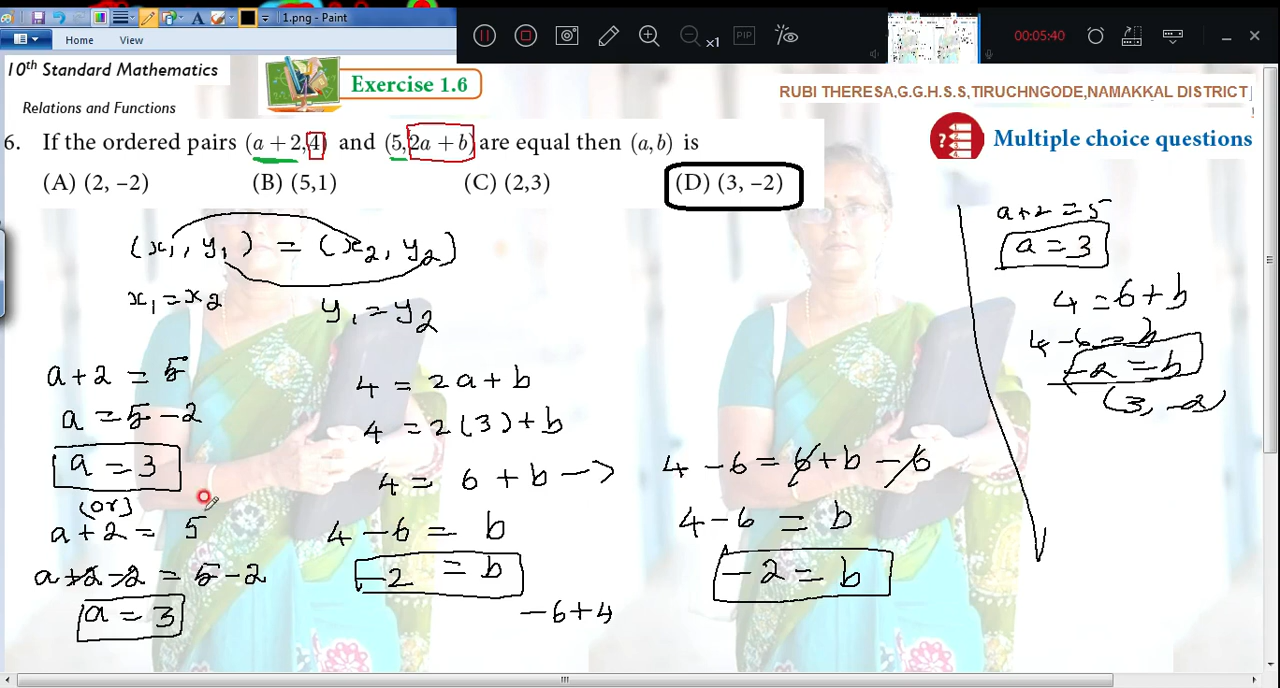 1.png - Paint
Home View
x1 PIP 00:05:40
10th Standard Mathematics
Exercise 1.6
RUBI THERESA,G.G.H.S.S,TIRUCHNGODE,NAMAKKAL DISTRICT
Relations and Functions
Multiple choice questions
6. If the ordered pairs (a + 2,4) and (5,2a + b) are equal then (a,b) is
(A) (2, –2) (B) (5,1) (C) (2,3) (D) (3, –2)
(x₁, y₁) = (x₂, y₂)
x₁ = x₂ y₁ = y₂
a+2 = 5
a = 5 - 2
a = 3
(or)
a+2 = 5
a+2-2 = 5-2
a = 3
4 = 2a+b
4 = 2(3)+b
4 = 6 + b →
4 - 6 = b
-2 = b
-6+4
4 - 6 = 6+b - 6
4-6 = b
-2 = b
a+2 = 5
a = 3
4 = 6+b
4-6 = b
-2 = b
(3, -2)